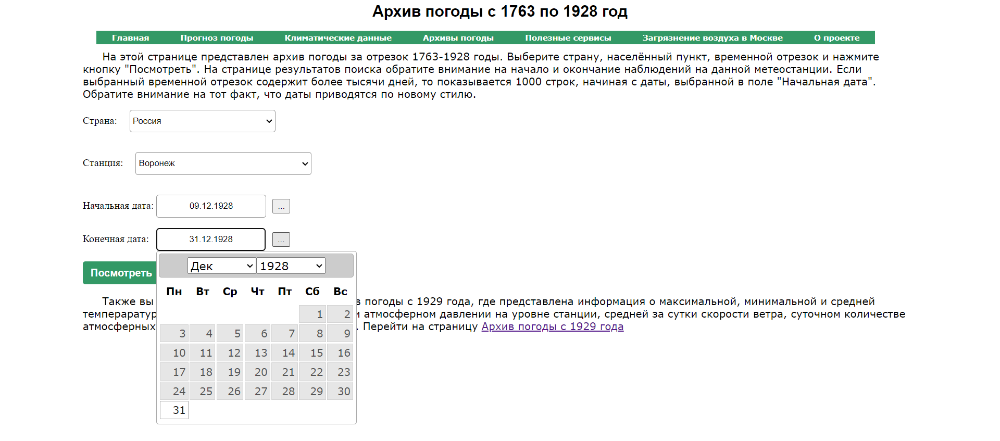 Архив погоды с 1763 по 1928 год
Главная Прогноз погоды Климатические данные Архивы погоды Полезные сервисы Загрязнение воздуха в Москве О проекте
На этой странице представлен архив погоды за отрезок 1763-1928 годы. Выберите страну, населённый пункт, временной отрезок и нажмите
кнопку "Посмотреть". На странице результатов поиска обратите внимание на начало и окончание наблюдений на данной метеостанции. Если
выбранный временной отрезок содержит более тысячи дней, то показывается 1000 строк, начиная с даты, выбранной в поле "Начальная дата".
Обратите внимание на тот факт, что даты приводятся по новому стилю.
Страна: Россия
Станция: Воронеж
Начальная дата: 09.12.1928 ...
Конечная дата: 31.12.1928 ...
Посмотреть
Дек 1928
Пн Вт Ср Чт Пт Сб Вс
1 2
3 4 5 6 7 8 9
10 11 12 13 14 15 16
17 18 19 20 21 22 23
24 25 26 27 28 29 30
31
Также вы в погоды с 1929 года, где представлена информация о максимальной, минимальной и средней
темпераратур и атмосферном давлении на уровне станции, средней за сутки скорости ветра, суточном количестве
атмосферных . Перейти на страницу Архив погоды с 1929 года